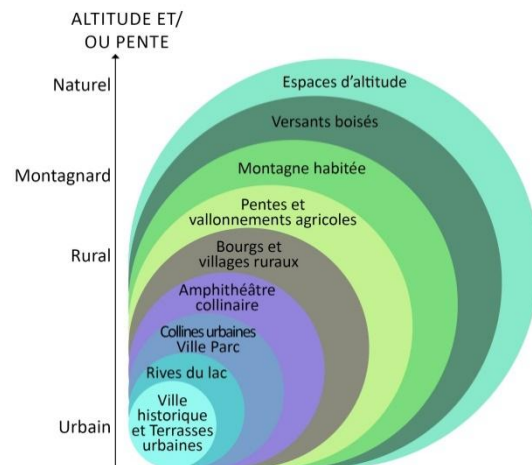 ALTITUDE ET/
OU PENTE
Naturel
Montagnard
Rural
Urbain
Espaces d'altitude
Versants boisés
Montagne habitée
Pentes et
vallonnements agricoles
Bourgs et
villages ruraux
Amphithéâtre
collinaire
Collines urbaines
Ville Parc
Rives du lac
Ville
historique
et Terrasses
urbaines